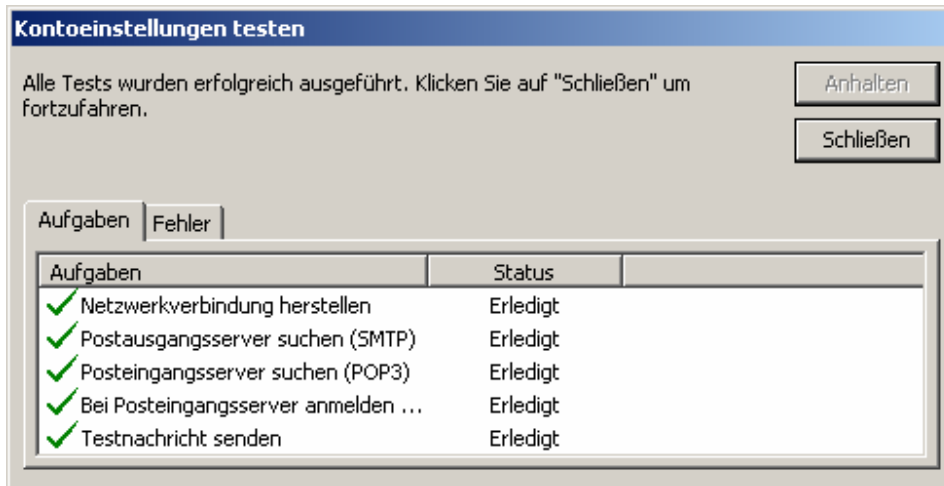 Kontoeinstellungen testen
Alle Tests wurden erfolgreich ausgeführt. Klicken Sie auf "Schließen" um
fortzufahren.
Anhalten
Schließen
Aufgaben Fehler
Aufgaben Status
Netzwerkverbindung herstellen Erledigt
Postausgangsserver suchen (SMTP) Erledigt
Posteingangsserver suchen (POP3) Erledigt
Bei Posteingangsserver anmelden ... Erledigt
Testnachricht senden Erledigt